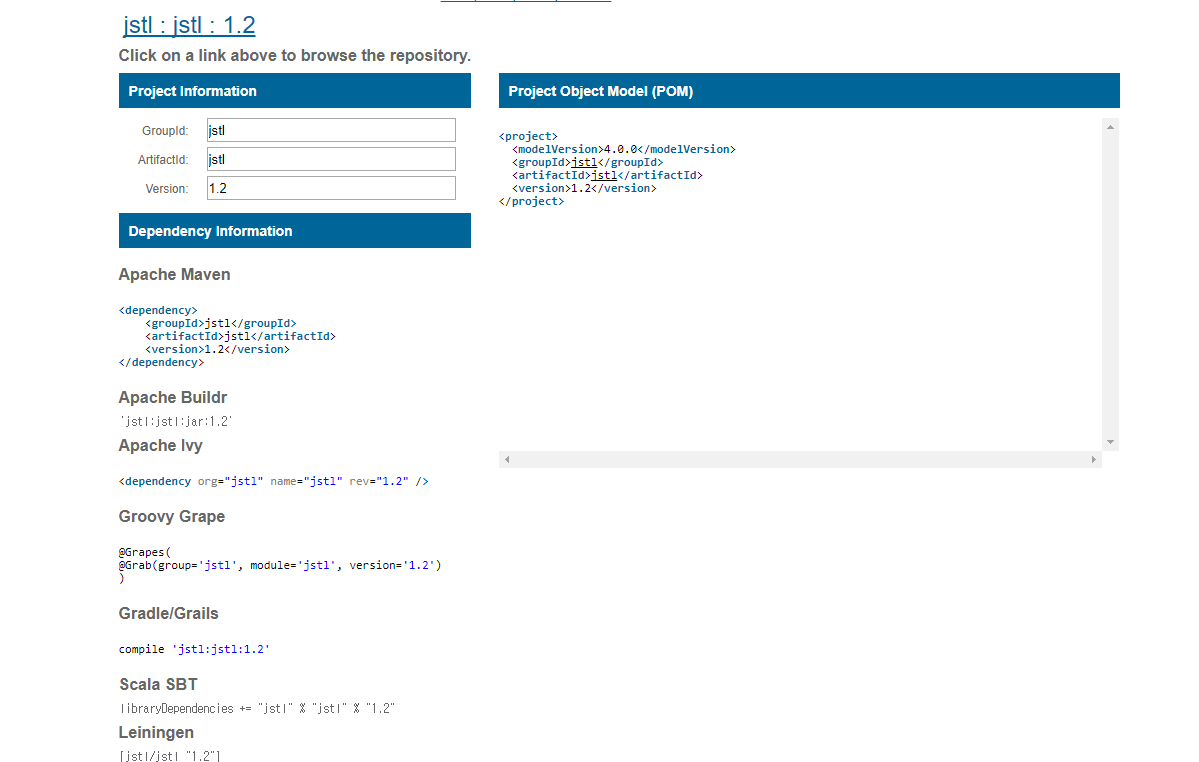 jstl : jstl : 1.2
Click on a link above to browse the repository.
Project Information
GroupId: jstl
ArtifactId: jstl
Version: 1.2
Dependency Information
Apache Maven
<dependency>
    <groupId>jstl</groupId>
    <artifactId>jstl</artifactId>
    <version>1.2</version>
</dependency>
Apache Buildr
'jstl:jstl:jar:1.2'
Apache Ivy
<dependency org="jstl" name="jstl" rev="1.2" />
Groovy Grape
@Grapes(
@Grab(group='jstl', module='jstl', version='1.2')
)
Gradle/Grails
compile 'jstl:jstl:1.2'
Scala SBT
libraryDependencies += "jstl" % "jstl" % "1.2"
Leiningen
[jstl/jstl "1.2"]
Project Object Model (POM)
<project>
  <modelVersion>4.0.0</modelVersion>
  <groupId>jstl</groupId>
  <artifactId>jstl</artifactId>
  <version>1.2</version>
</project>